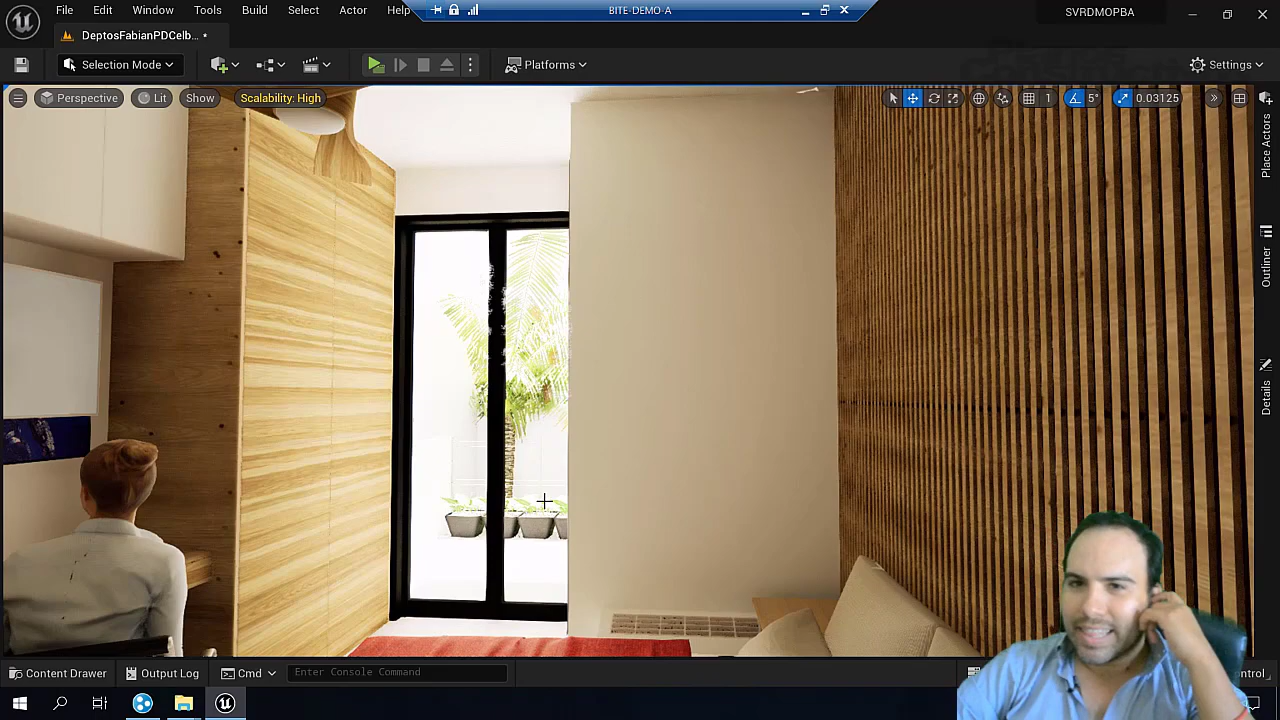 File Edit Window Tools Build Select Actor Help
BITE-DEMO-A
SVRDMOPBA
DeptosFabianPDCelb... •
Selection Mode
Platforms
Settings
Perspective
Lit
Show
Scalability: High
1
5°
0.03125
Place Actors
Outliner
Details
Content Drawer
Output Log
Cmd
Enter Console Command